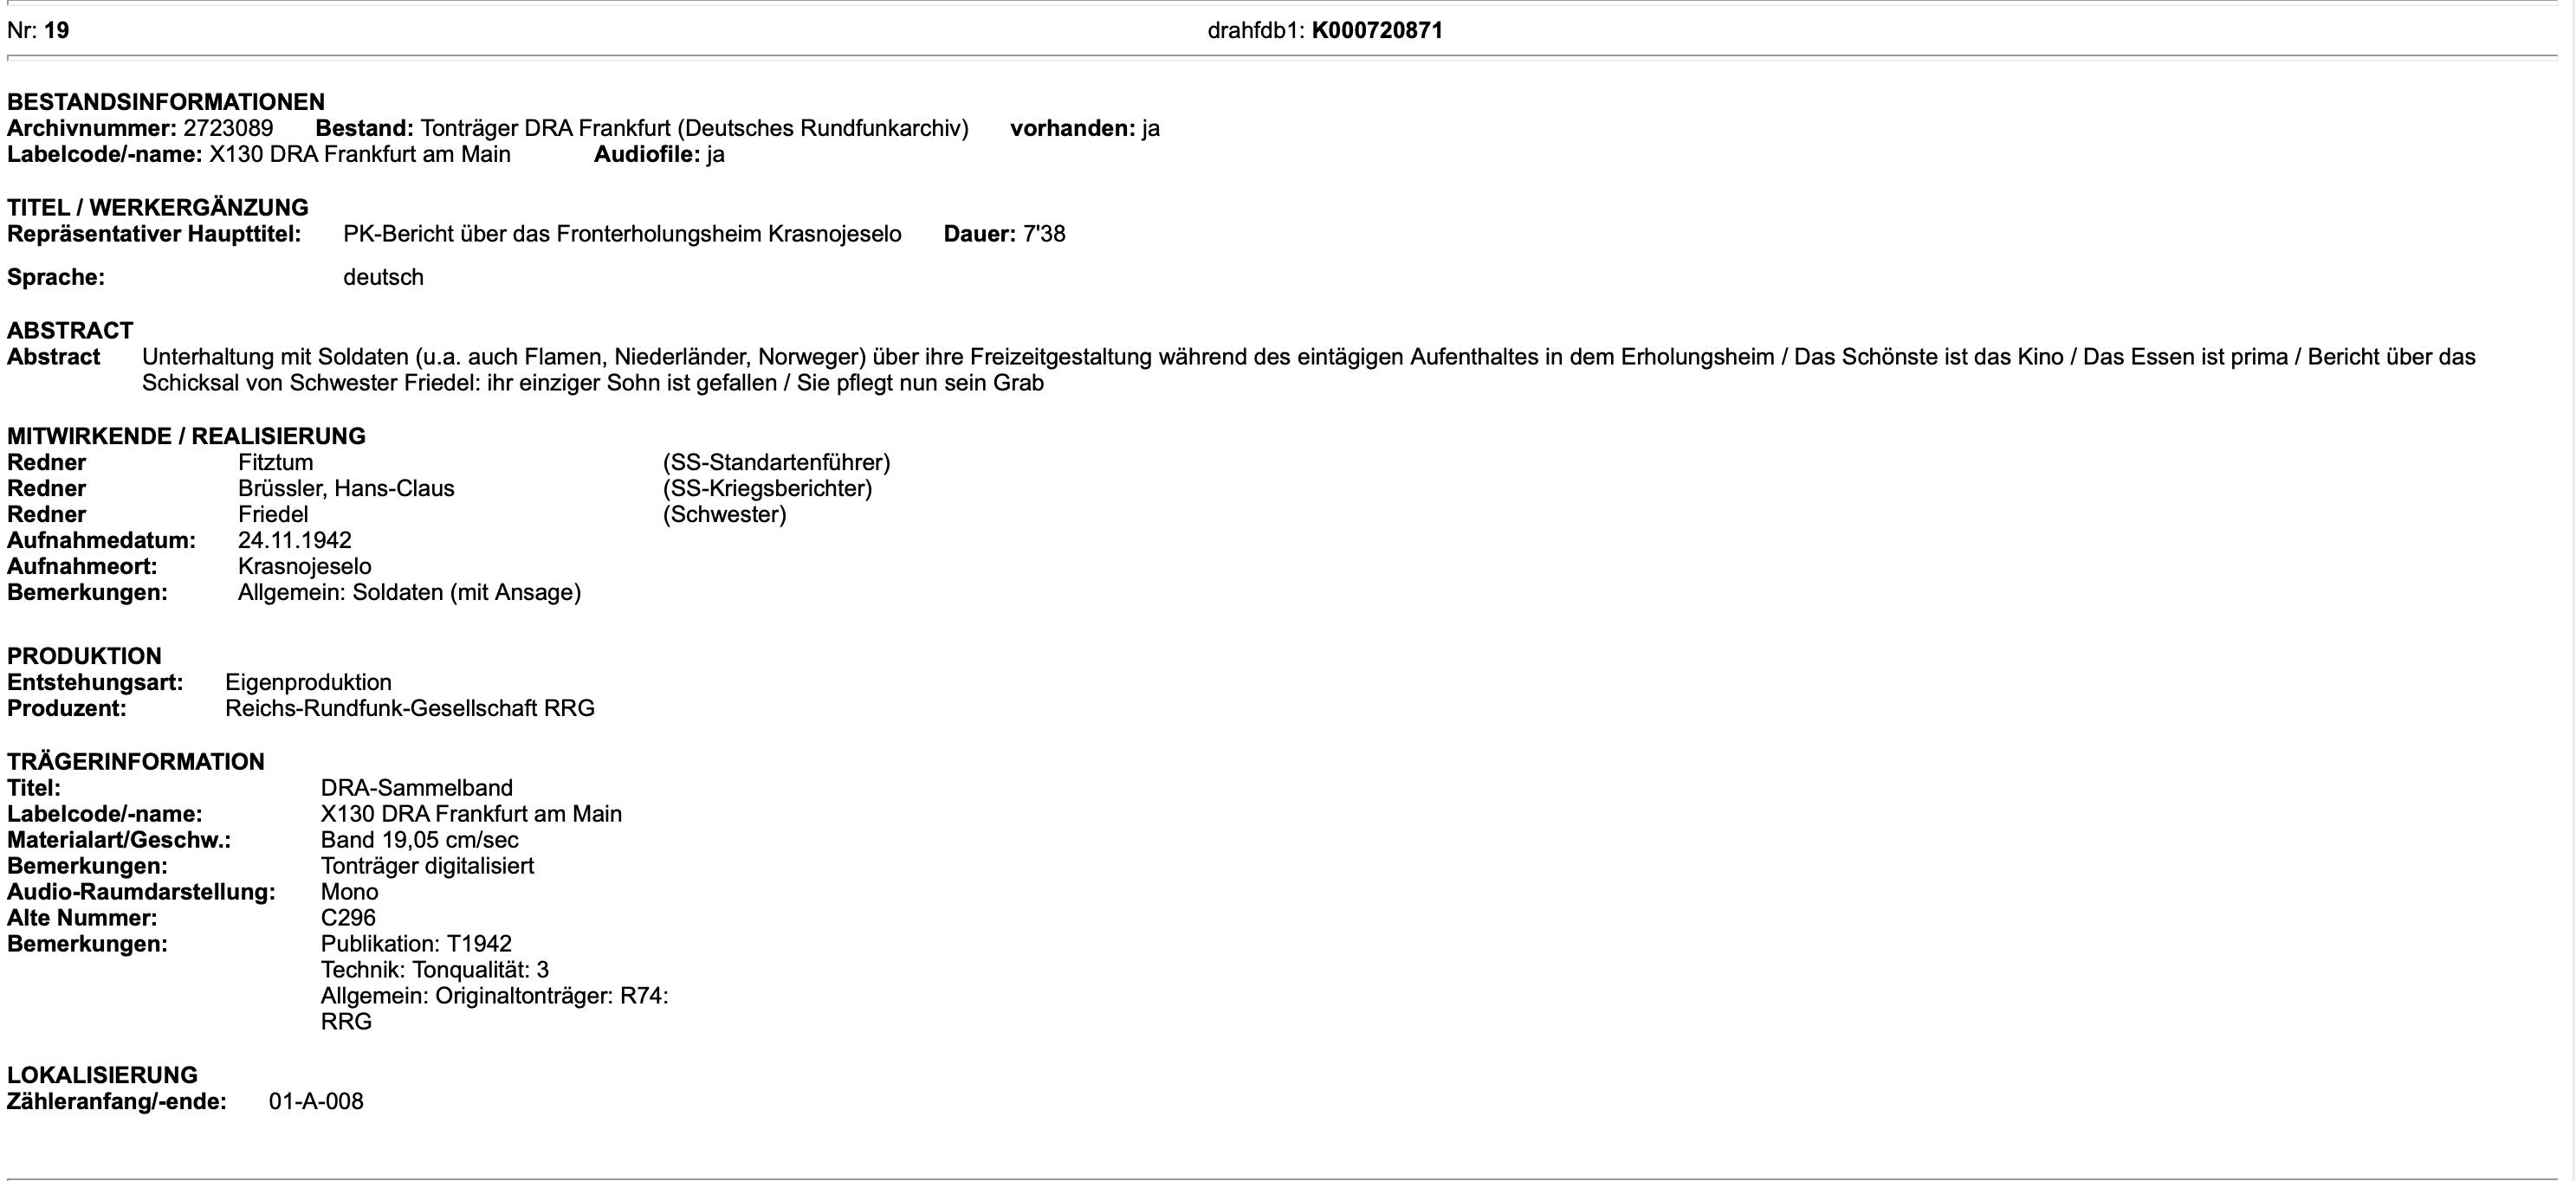 Nr: 19 drahfdb1: K000720871
BESTANDSINFORMATIONEN
Archivnummer: 2723089 Bestand: Tonträger DRA Frankfurt (Deutsches Rundfunkarchiv) vorhanden: ja
Labelcode/-name: X130 DRA Frankfurt am Main Audiofile: ja
TITEL / WERKERGÄNZUNG
Repräsentativer Haupttitel: PK-Bericht über das Fronterholungsheim Krasnojeselo Dauer: 7'38
Sprache: deutsch
ABSTRACT
Abstract Unterhaltung mit Soldaten (u.a. auch Flamen, Niederländer, Norweger) über ihre Freizeitgestaltung während des eintägigen Aufenthaltes in dem Erholungsheim / Das Schönste ist das Kino / Das Essen ist prima / Bericht über das
Schicksal von Schwester Friedel: ihr einziger Sohn ist gefallen / Sie pflegt nun sein Grab
MITWIRKENDE / REALISIERUNG
Redner Fitztum (SS-Standartenführer)
Redner Brüssler, Hans-Claus (SS-Kriegsberichter)
Redner Friedel (Schwester)
Aufnahmedatum: 24.11.1942
Aufnahmeort: Krasnojeselo
Bemerkungen: Allgemein: Soldaten (mit Ansage)
PRODUKTION
Entstehungsart: Eigenproduktion
Produzent: Reichs-Rundfunk-Gesellschaft RRG
TRÄGERINFORMATION
Titel: DRA-Sammelband
Labelcode/-name: X130 DRA Frankfurt am Main
Materialart/Geschw.: Band 19,05 cm/sec
Bemerkungen: Tonträger digitalisiert
Audio-Raumdarstellung: Mono
Alte Nummer: C296
Bemerkungen: Publikation: T1942
Technik: Tonqualität: 3
Allgemein: Originaltonträger: R74:
RRG
LOKALISIERUNG
Zähleranfang/-ende: 01-A-008